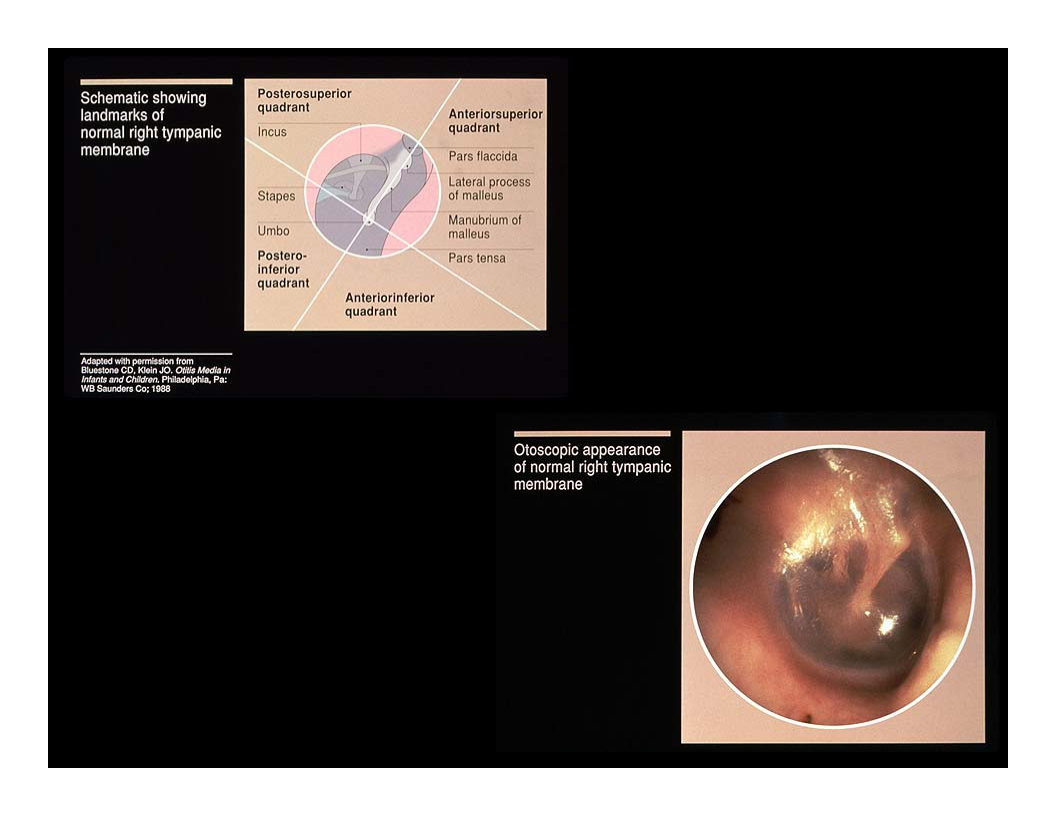 Schematic showing
landmarks of
normal right tympanic
membrane
Posterosuperior
quadrant
Incus
Stapes
Umbo
Postero-
inferior
quadrant
Anteriorsuperior
quadrant
Pars flaccida
Lateral process
of malleus
Manubrium of
malleus
Pars tensa
Anteriorinferior
quadrant
Adapted with permission from
Bluestone CD, Klein JO. Otitis Media in
Infants and Children. Philadelphia, Pa:
WB Saunders Co; 1988
Otoscopic appearance
of normal right tympanic
membrane